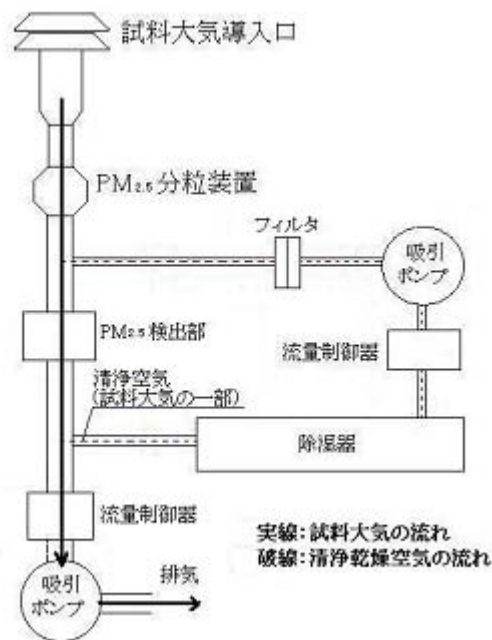 試料大気導入口
PM2.5分粒装置
フィルタ
吸引
ポンプ
PM2.5検出部
流量制御器
清浄空気
(試料大気の一部)
除湿器
流量制御器
実線:試料大気の流れ
破線:清浄乾燥空気の流れ
吸引
ポンプ
排気